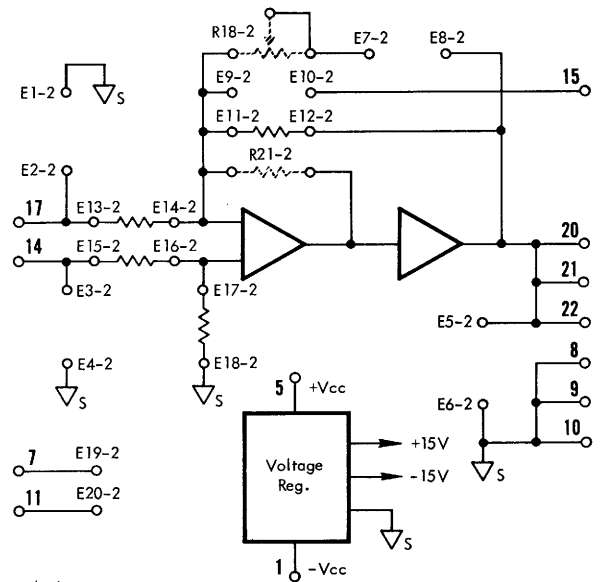 R18-2
E7-2
E8-2
E9-2
E10-2
15
E1-2
S
E11-2
E12-2
E2-2
R21-2
17
E13-2
E14-2
20
14
E15-2
E16-2
21
E3-2
E17-2
E5-2
22
E4-2
E18-2
8
S
S
5
+Vcc
E6-2
9
10
+15V
7
E19-2
Voltage
Reg.
-15V
S
11
E20-2
S
1
-Vcc